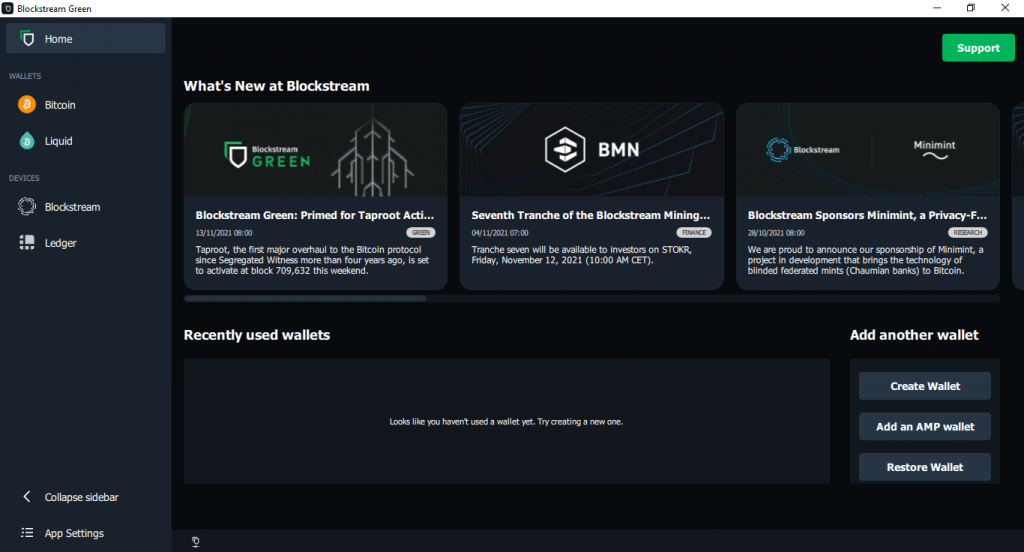 Blockstream Green
Home
WALLETS
Bitcoin
Liquid
DEVICES
Blockstream
Ledger
Collapse sidebar
App Settings
Support
What's New at Blockstream
Blockstream
GREEN
Blockstream Green: Primed for Taproot Acti...
13/11/2021 08:00
GREEN
Taproot, the first major overhaul to the Bitcoin protocol
since Segregated Witness more than four years ago, is set
to activate at block 709,632 this weekend.
BMN
Seventh Tranche of the Blockstream Mining...
04/11/2021 07:00
FINANCE
Tranche seven will be available to investors on STOKR,
Friday, November 12, 2021 (10:00 AM CET).
Blockstream
Minimint
Blockstream Sponsors Minimint, a Privacy-F...
28/10/2021 08:00
RESEARCH
We are proud to announce our sponsorship of Minimint, a
project in development that brings the technology of
blinded federated mints (Chaumian banks) to Bitcoin.
Recently used wallets
Looks like you haven't used a wallet yet. Try creating a new one.
Add another wallet
Create Wallet
Add an AMP wallet
Restore Wallet